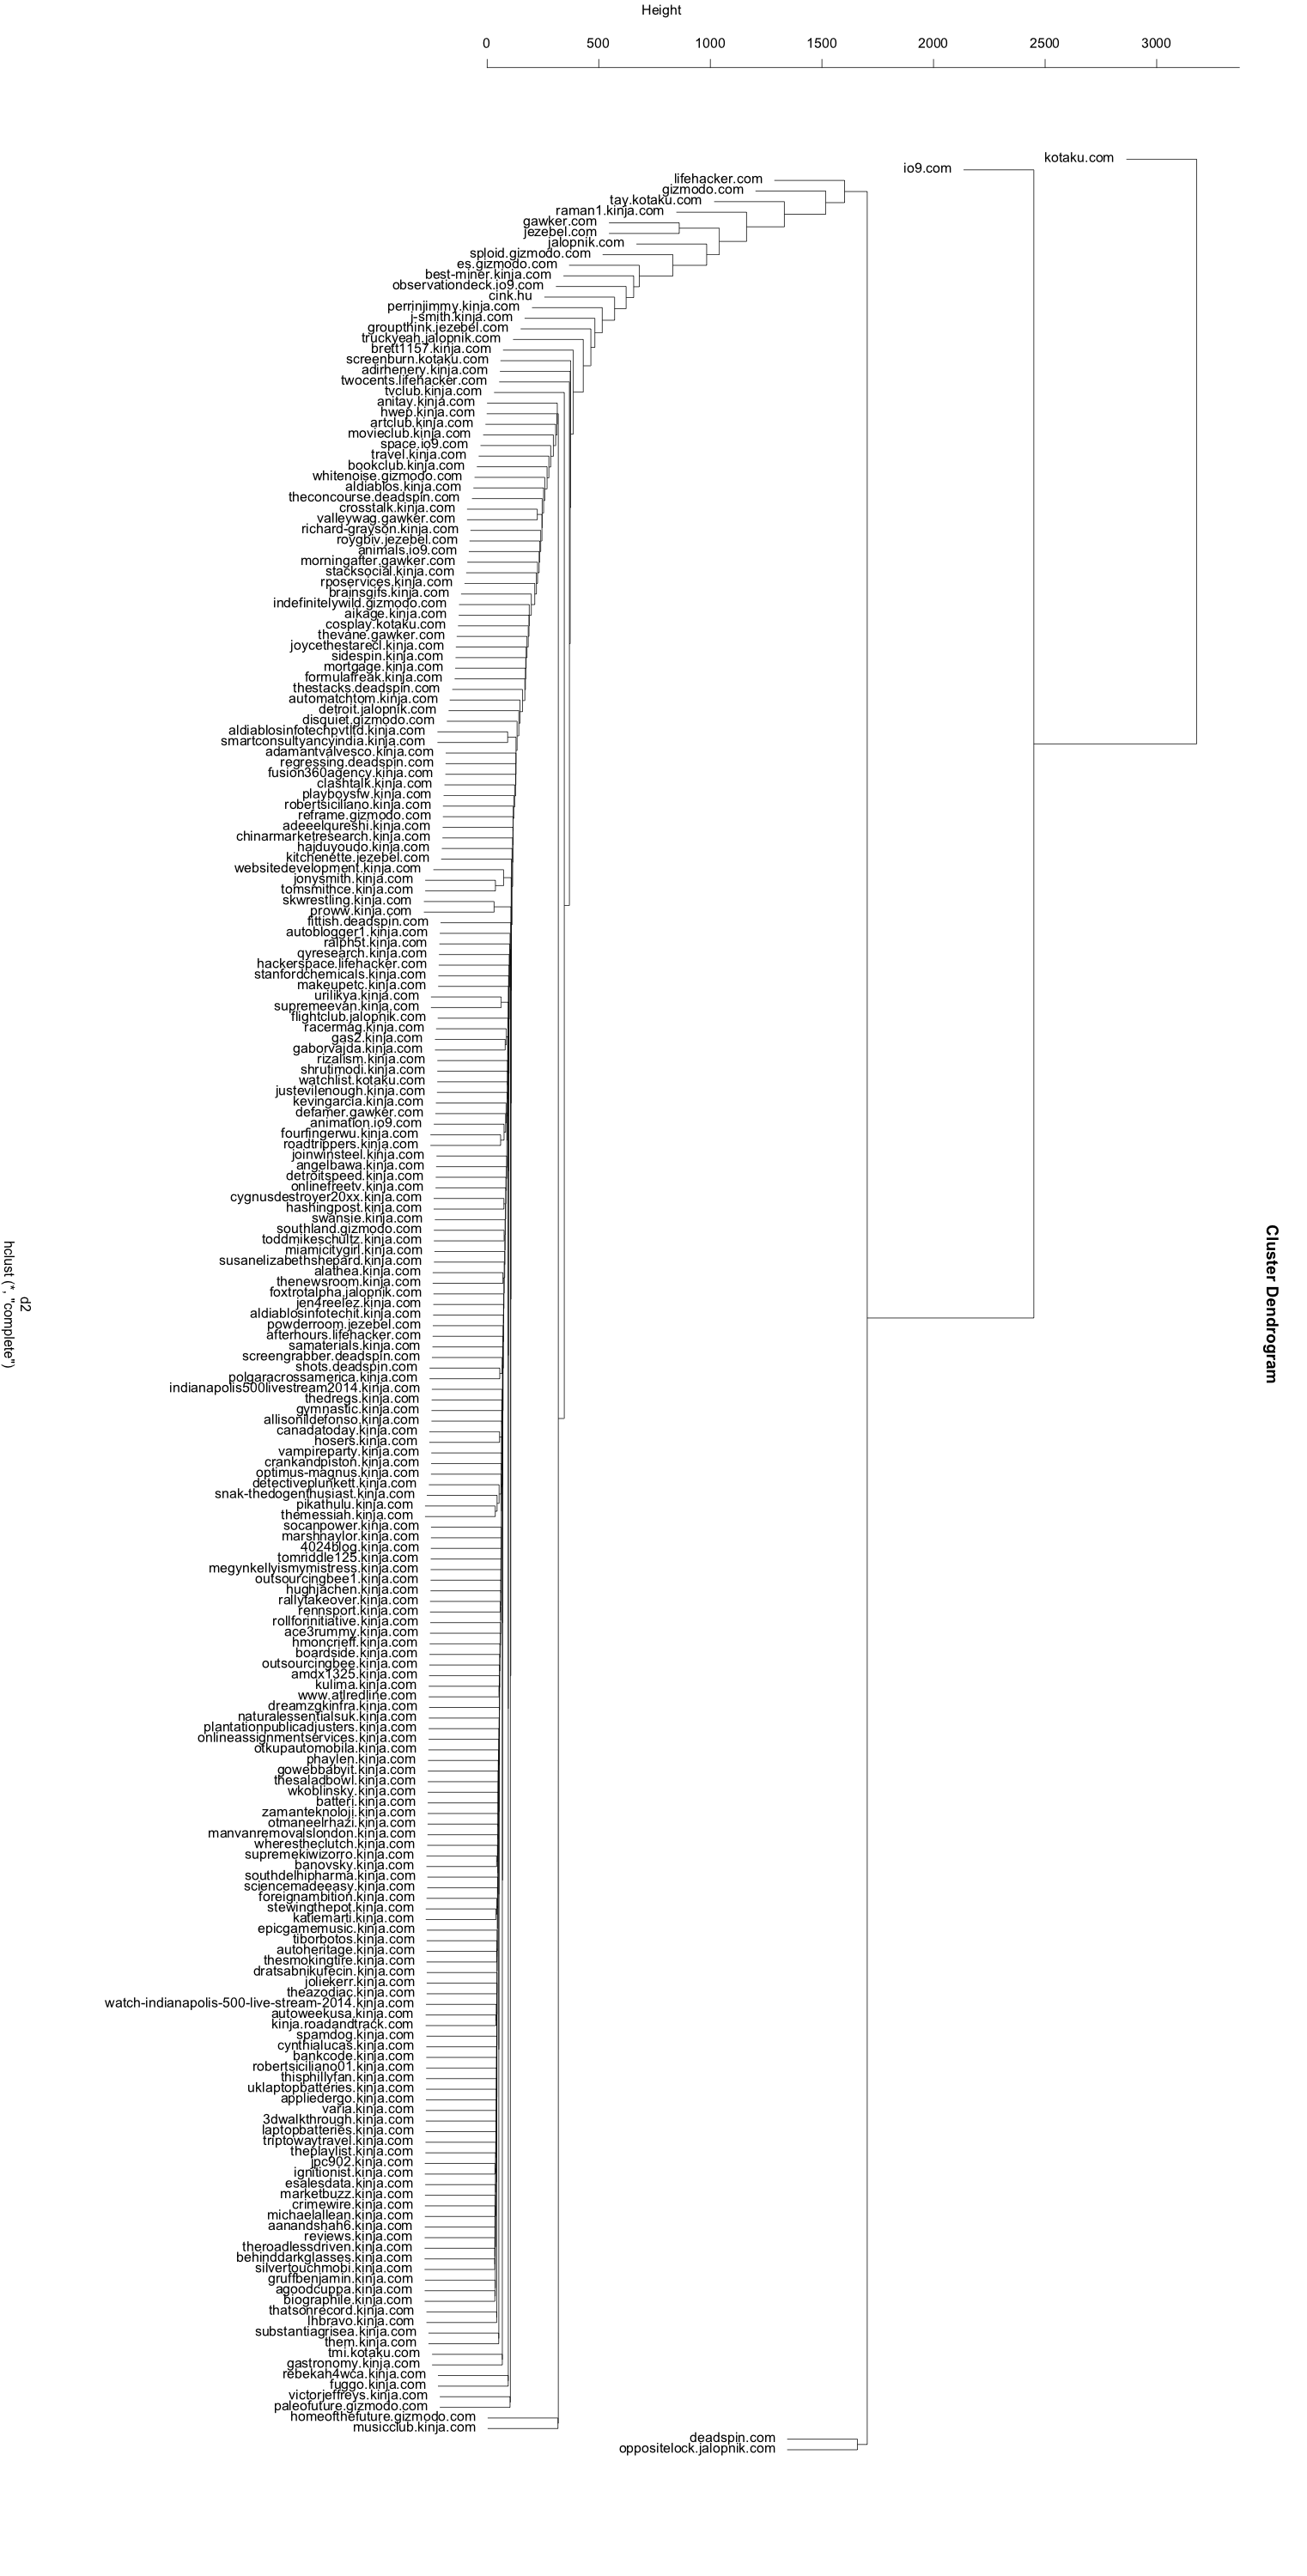 Height
0 500 1000 1500 2000 2500 3000
kotaku.com
io9.com
lifehacker.com
gizmodo.com
tay.kotaku.com
raman1.kinja.com
gawker.com
jezebel.com
jalopnik.com
sploid.gizmodo.com
es.gizmodo.com
best-miner.kinja.com
observationdeck.io9.com
cink.hu
perrinjimmy.kinja.com
j-smith.kinja.com
groupthink.jezebel.com
truckyeah.jalopnik.com
brett1157.kinja.com
screenburn.kotaku.com
adirhenery.kinja.com
twocents.lifehacker.com
tvclub.kinja.com
anitay.kinja.com
hwep.kinja.com
artclub.kinja.com
movieclub.kinja.com
space.io9.com
travel.kinja.com
bookclub.kinja.com
whitenoise.gizmodo.com
aldiablos.kinja.com
theconcourse.deadspin.com
crosstalk.kinja.com
valleywag.gawker.com
richard-grayson.kinja.com
roygbiv.jezebel.com
animals.io9.com
morningafter.gawker.com
stacksocial.kinja.com
rposervices.kinja.com
brainsgifs.kinja.com
indefinitelywild.gizmodo.com
aikage.kinja.com
cosplay.kotaku.com
thevane.gawker.com
joycethestarecl.kinja.com
sidespin.kinja.com
mortgage.kinja.com
formulafreak.kinja.com
thestacks.deadspin.com
automatchtom.kinja.com
detroit.jalopnik.com
disquiet.gizmodo.com
aldiablosinfotechpvtltd.kinja.com
smartconsultyancyindia.kinja.com
adamantvalvesco.kinja.com
regressing.deadspin.com
fusion360agency.kinja.com
clashtalk.kinja.com
playboysfw.kinja.com
robertsiciliano.kinja.com
reframe.gizmodo.com
adeeelqureshi.kinja.com
chinarmarketresearch.kinja.com
hajduyoudo.kinja.com
kitchenette.jezebel.com
websitedevelopment.kinja.com
jonysmith.kinja.com
tomsmithce.kinja.com
skwrestling.kinja.com
proww.kinja.com
fittish.deadspin.com
autoblogger1.kinja.com
ralph5t.kinja.com
qyresearch.kinja.com
hackerspace.lifehacker.com
stanfordchemicals.kinja.com
makeupetc.kinja.com
urilikya.kinja.com
supremeevan.kinja.com
flightclub.jalopnik.com
racermag.kinja.com
gas2.kinja.com
gaborvajda.kinja.com
rizalism.kinja.com
shrutimodi.kinja.com
watchlist.kotaku.com
justevilenough.kinja.com
kevingarcia.kinja.com
defamer.gawker.com
animation.io9.com
fourfingerwu.kinja.com
roadtrippers.kinja.com
joinwinsteel.kinja.com
angelbawa.kinja.com
detroitspeed.kinja.com
onlinefreetv.kinja.com
cygnusdestroyer20xx.kinja.com
hashingpost.kinja.com
swansie.kinja.com
southland.gizmodo.com
toddmikeschultz.kinja.com
miamicitygirl.kinja.com
susanelizabethshepard.kinja.com
alathea.kinja.com
thenewsroom.kinja.com
foxtrotalpha.jalopnik.com
jen4reelez.kinja.com
aldiablosinfotechit.kinja.com
powderroom.jezebel.com
afterhours.lifehacker.com
samaterials.kinja.com
screengrabber.deadspin.com
shots.deadspin.com
polgaracrossamerica.kinja.com
indianapolis500livestream2014.kinja.com
thedregs.kinja.com
gymnastic.kinja.com
allisonildefonso.kinja.com
canadatoday.kinja.com
hosers.kinja.com
vampireparty.kinja.com
crankandpiston.kinja.com
optimus-magnus.kinja.com
detectiveplunkett.kinja.com
snak-thedogenthusiast.kinja.com
pikathulu.kinja.com
themessiah.kinja.com
socanpower.kinja.com
marshnaylor.kinja.com
4024blog.kinja.com
tomriddle125.kinja.com
megynkellyismymistress.kinja.com
outsourcingbee1.kinja.com
hughjachen.kinja.com
rallytakeover.kinja.com
rennsport.kinja.com
rollforinitiative.kinja.com
ace3rummy.kinja.com
hmoncrieff.kinja.com
boardside.kinja.com
outsourcingbee.kinja.com
amdx1325.kinja.com
kulima.kinja.com
www.atlredline.com
dreamzgkinfra.kinja.com
naturalessentialsuk.kinja.com
plantationpublicadjusters.kinja.com
onlineassignmentservices.kinja.com
otkupautomobila.kinja.com
phaylen.kinja.com
gowebbabyit.kinja.com
thesaladbowl.kinja.com
wkoblinsky.kinja.com
batteri.kinja.com
zamanteknoloji.kinja.com
otmaneelrhazi.kinja.com
manvanremovalslondon.kinja.com
wherestheclutch.kinja.com
supremekiwizorro.kinja.com
banovsky.kinja.com
southdelhipharma.kinja.com
sciencemadeeasy.kinja.com
foreignambition.kinja.com
stewingthepot.kinja.com
katiemarti.kinja.com
epicgamemusic.kinja.com
tiborbotos.kinja.com
autoheritage.kinja.com
thesmokingtire.kinja.com
dratsabnikufecin.kinja.com
joliekerr.kinja.com
theazodiac.kinja.com
watch-indianapolis-500-live-stream-2014.kinja.com
autoweekusa.kinja.com
kinja.roadandtrack.com
spamdog.kinja.com
cynthialucas.kinja.com
bankcode.kinja.com
robertsiciliano01.kinja.com
thisphillyfan.kinja.com
uklaptopbatteries.kinja.com
appliedergo.kinja.com
varia.kinja.com
3dwalkthrough.kinja.com
laptopbatteries.kinja.com
triptowaytravel.kinja.com
theplaylist.kinja.com
jpc902.kinja.com
ignitionist.kinja.com
esalesdata.kinja.com
marketbuzz.kinja.com
crimewire.kinja.com
michaelallean.kinja.com
aanandshah6.kinja.com
reviews.kinja.com
theroadlessdriven.kinja.com
behinddarkglasses.kinja.com
silvertouchmobi.kinja.com
gruffbenjamin.kinja.com
agoodcuppa.kinja.com
biographile.kinja.com
thatsonrecord.kinja.com
lhbravo.kinja.com
substantiagrisea.kinja.com
them.kinja.com
tmi.kotaku.com
gastronomy.kinja.com
rebekah4wca.kinja.com
fuggo.kinja.com
victorjeffreys.kinja.com
paleofuture.gizmodo.com
homeofthefuture.gizmodo.com
musicclub.kinja.com
deadspin.com
oppositelock.jalopnik.com
Cluster Dendrogram
d2
hclust (*, "complete")